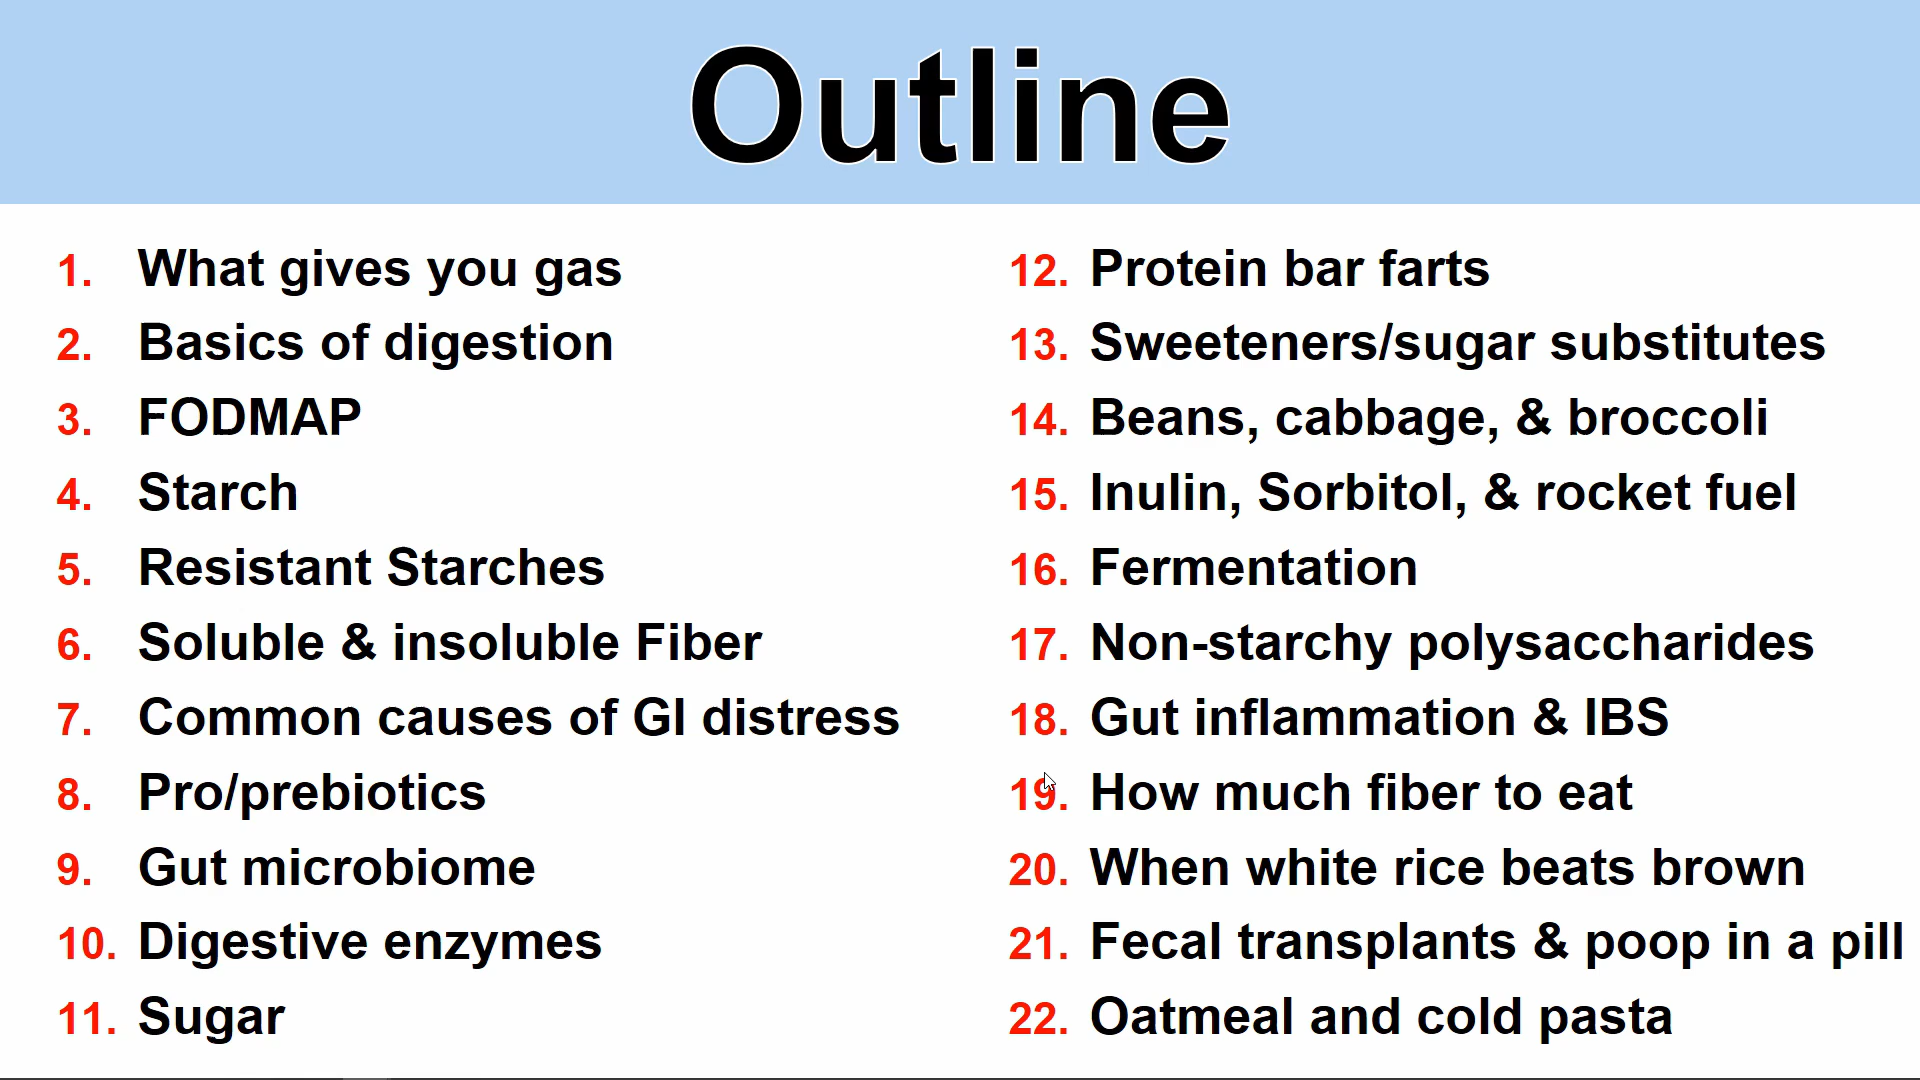 Outline
1. What gives you gas
2. Basics of digestion
3. FODMAP
4. Starch
5. Resistant Starches
6. Soluble & insoluble Fiber
7. Common causes of GI distress
8. Pro/prebiotics
9. Gut microbiome
10. Digestive enzymes
11. Sugar
12. Protein bar farts
13. Sweeteners/sugar substitutes
14. Beans, cabbage, & broccoli
15. Inulin, Sorbitol, & rocket fuel
16. Fermentation
17. Non-starchy polysaccharides
18. Gut inflammation & IBS
19. How much fiber to eat
20. When white rice beats brown
21. Fecal transplants & poop in a pill
22. Oatmeal and cold pasta